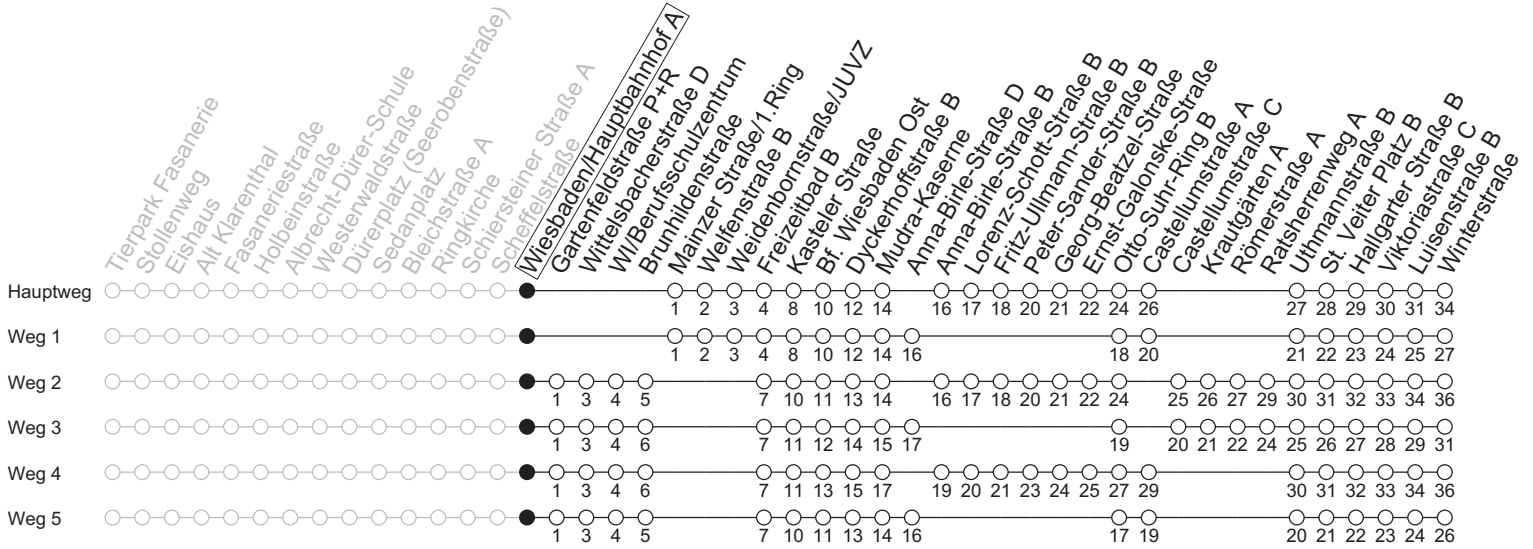 Tierpark Fasanerie
Stollenweg
Eishaus
Alt Klarenthal
Fasaneriestraße
Holbeinstraße
Albrecht-Dürer-Schule
Westerwaldstraße
Dürerplatz (Seerobenstraße)
Sedanplatz
Bleichstraße A
Ringkirche
Schiersteiner Straße A
Scheffelstraße
Wiesbaden/Hauptbahnhof A
Gartenfeldstraße P+R
Wittelsbacherstraße D
WI/Berufsschulzentrum
Brunhildenstraße
Mainzer Straße/1.Ring
Welfenstraße B
Weidenbornstraße/JUVZ
Freizeitbad B
Kasteler Straße
Bf. Wiesbaden Ost
Dyckerhoffstraße B
Mudra-Kaserne
Anna-Birle-Straße D
Anna-Birle-Straße B
Lorenz-Schott-Straße B
Fritz-Ullmann-Straße B
Peter-Sander-Straße B
Georg-Beatzel-Straße
Ernst-Galonske-Straße
Otto-Suhr-Ring B
Castellumstraße A
Castellumstraße C
Krautgärten A
Römerstraße A
Ratsherrenweg A
Uthmannstraße B
St. Veiter Platz B
Hallgarter Straße B
Viktoriastraße C
Luisenstraße B
Winterstraße
Hauptweg
1 2 3 4 8 10 12 14 16 17 18 20 21 22 24 26 27 28 29 30 31 34
Weg 1
1 2 3 4 8 10 12 14 16 18 20 21 22 23 24 25 27
Weg 2
1 3 4 5 7 10 11 13 14 16 17 18 20 21 22 24 25 26 27 29 30 31 32 33 34 36
Weg 3
1 3 4 6 7 11 12 14 15 17 19 20 21 22 24 25 26 27 28 29 31
Weg 4
1 3 4 6 7 11 13 15 17 19 20 21 23 24 25 27 29 30 31 32 33 34 36
Weg 5
1 3 4 5 7 10 11 13 14 16 17 19 20 21 22 23 24 26